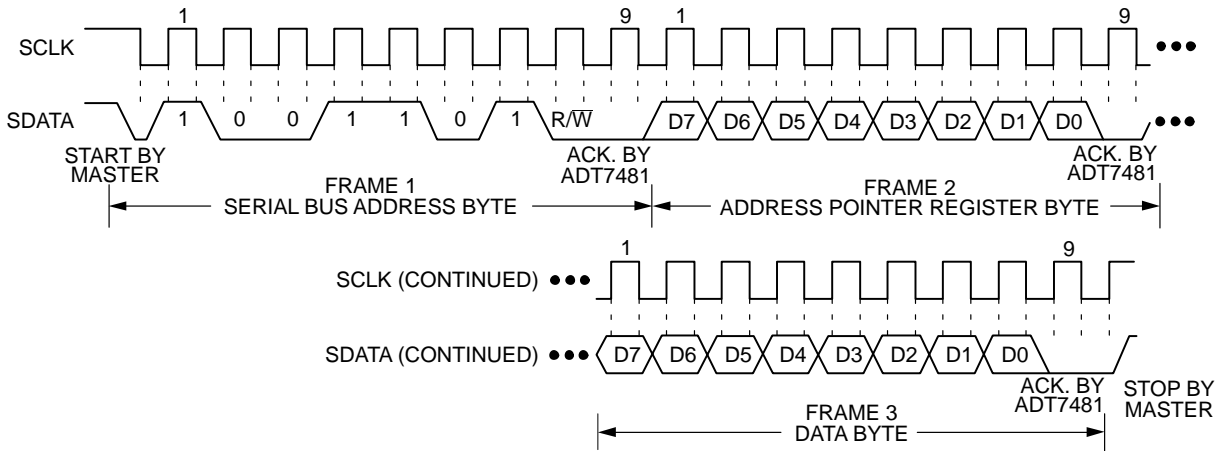 1 9 1 9
SCLK
SDATA 1 0 0 1 1 0 1 R/W̅ D7 D6 D5 D4 D3 D2 D1 D0
START BY
MASTER
ACK. BY
ADT7481
ACK. BY
ADT7481
FRAME 1
SERIAL BUS ADDRESS BYTE
FRAME 2
ADDRESS POINTER REGISTER BYTE
1 9
SCLK (CONTINUED)
SDATA (CONTINUED) D7 D6 D5 D4 D3 D2 D1 D0
ACK. BY
ADT7481
STOP BY
MASTER
FRAME 3
DATA BYTE